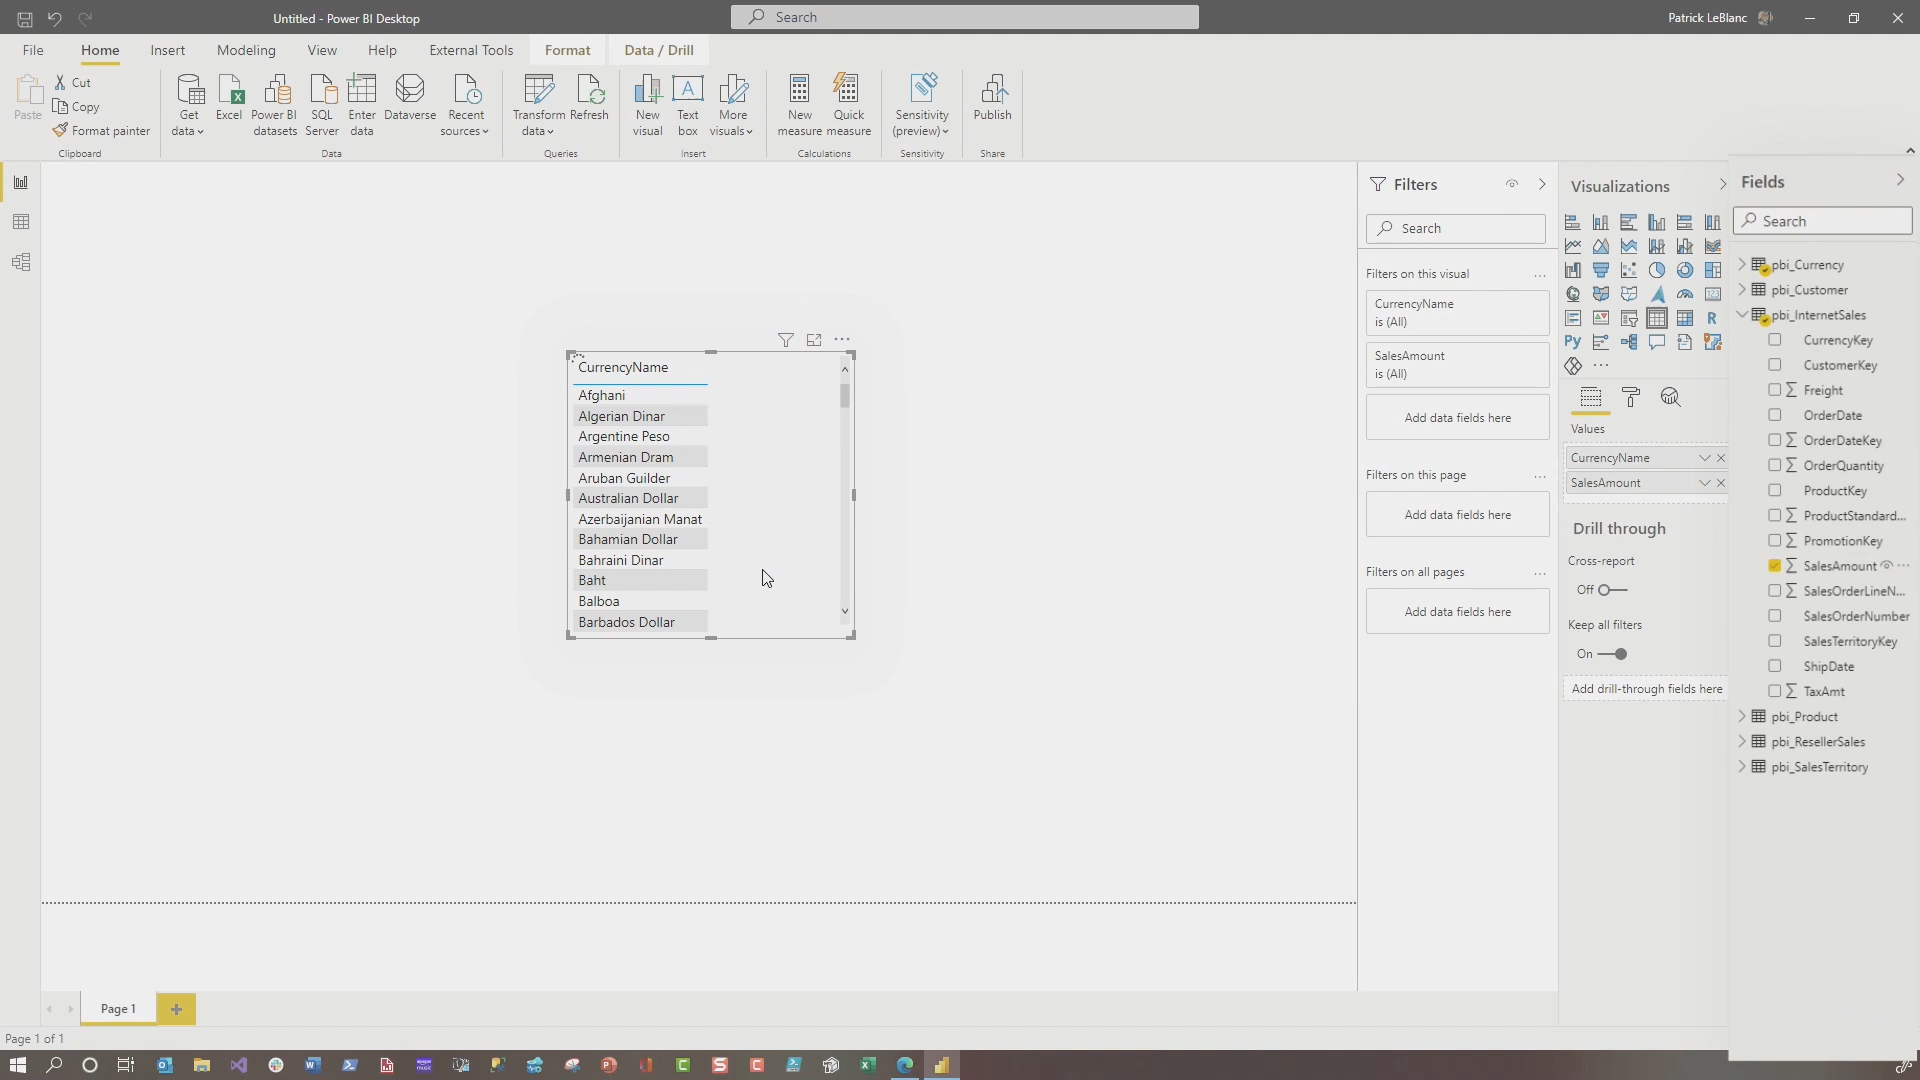 Untitled - Power BI Desktop
Search
Patrick LeBlanc
File
Home
Insert
Modeling
View
Help
External Tools
Format
Data / Drill
Paste
Cut
Copy
Format painter
Clipboard
Get data
Excel
Power BI datasets
SQL Server
Enter data
Dataverse
Recent sources
Data
Transform data
Refresh
Queries
New visual
Text box
More visuals
Insert
New measure
Quick measure
Calculations
Sensitivity (preview)
Sensitivity
Publish
Share
CurrencyName
Afghani
Algerian Dinar
Argentine Peso
Armenian Dram
Aruban Guilder
Australian Dollar
Azerbaijanian Manat
Bahamian Dollar
Bahraini Dinar
Baht
Balboa
Barbados Dollar
Filters
Search
Filters on this visual
CurrencyName
is (All)
SalesAmount
is (All)
Add data fields here
Filters on this page
Add data fields here
Filters on all pages
Add data fields here
Visualizations
R
Py
Values
CurrencyName
SalesAmount
Drill through
Cross-report
Off
Keep all filters
On
Add drill-through fields here
Fields
Search
pbi_Currency
pbi_Customer
pbi_InternetSales
CurrencyKey
CustomerKey
Freight
OrderDate
OrderDateKey
OrderQuantity
ProductKey
ProductStandard...
PromotionKey
SalesAmount
SalesOrderLineN...
SalesOrderNumber
SalesTerritoryKey
ShipDate
TaxAmt
pbi_Product
pbi_ResellerSales
pbi_SalesTerritory
Page 1
Page 1 of 1